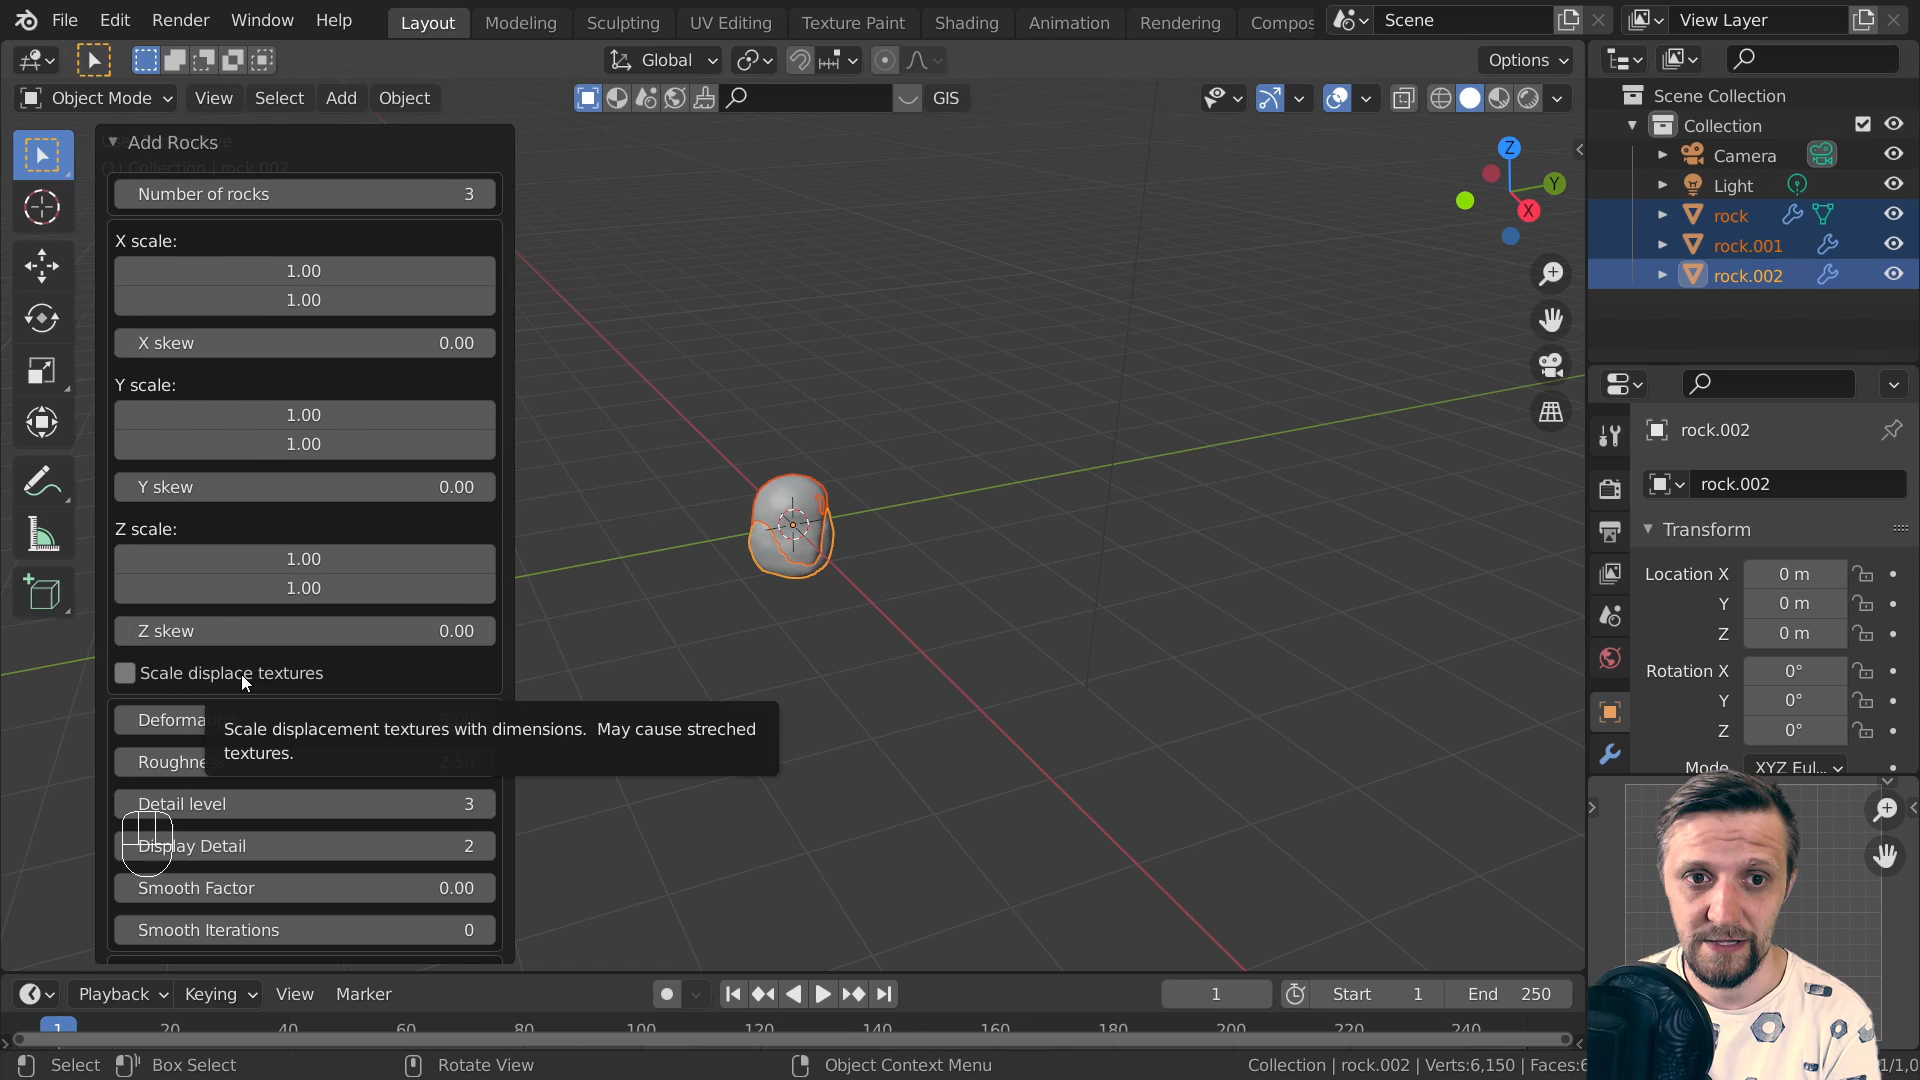 File Edit Render Window Help
Layout Modeling Sculpting UV Editing Texture Paint Shading Animation Rendering Compos
Scene
View Layer
Global
Options
Object Mode View Select Add Object
GIS
Add Rocks
Number of rocks 3
X scale:
1.00
1.00
X skew 0.00
Y scale:
1.00
1.00
Y skew 0.00
Z scale:
1.00
1.00
Z skew 0.00
Scale displace textures
Deformati
Scale displacement textures with dimensions. May cause streched
textures.
Roughne 2.50
Detail level 3
Display Detail 2
Smooth Factor 0.00
Smooth Iterations 0
Z
Y
X
Scene Collection
Collection
Camera
Light
rock
rock.001
rock.002
rock.002
rock.002
Transform
Location X 0 m
Y 0 m
Z 0 m
Rotation X 0°
Y 0°
Z 0°
Mode XYZ Eul...
Playback Keying View Marker
1
Start 1
End 250
1 20 40 60 80 100 120 140 160 180 200 220 240
Select Box Select Rotate View Object Context Menu
Collection | rock.002 | Verts:6,150 | Faces:6
1/1,0